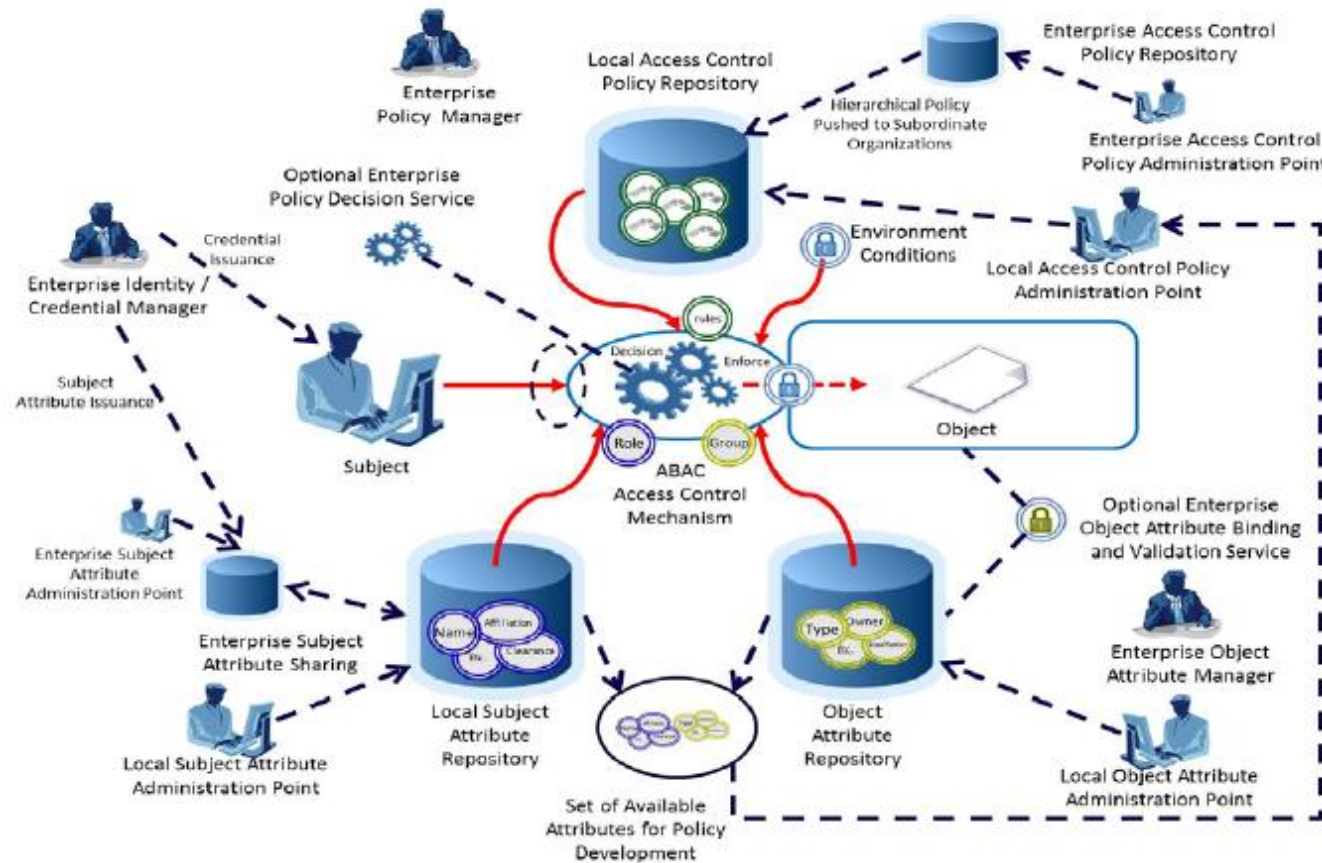 Enterprise
Policy Manager
Local Access Control
Policy Repository
Enterprise Access Control
Policy Repository
Hierarchical Policy
Pushed to Subordinate
Organizations
Enterprise Access Control
Policy Administration Point
Optional Enterprise
Policy Decision Service
Credential
Issuance
Environment
Conditions
Local Access Control Policy
Administration Point
Enterprise Identity /
Credential Manager
rules
Decision
Enforce
Subject
Attribute Issuance
Subject
Object
Role
Group
ABAC
Access Control
Mechanism
Optional Enterprise
Object Attribute Binding
and Validation Service
Enterprise Subject
Attribute
Administration Point
Enterprise Subject
Attribute Sharing
Name
Affiliation
Etc.
Clearance
Type
Owner
Etc.
Enterprise Object
Attribute Manager
Local Subject
Attribute
Repository
Object
Attribute
Repository
Local Subject Attribute
Administration Point
Local Object Attribute
Administration Point
Set of Available
Attributes for Policy
Development